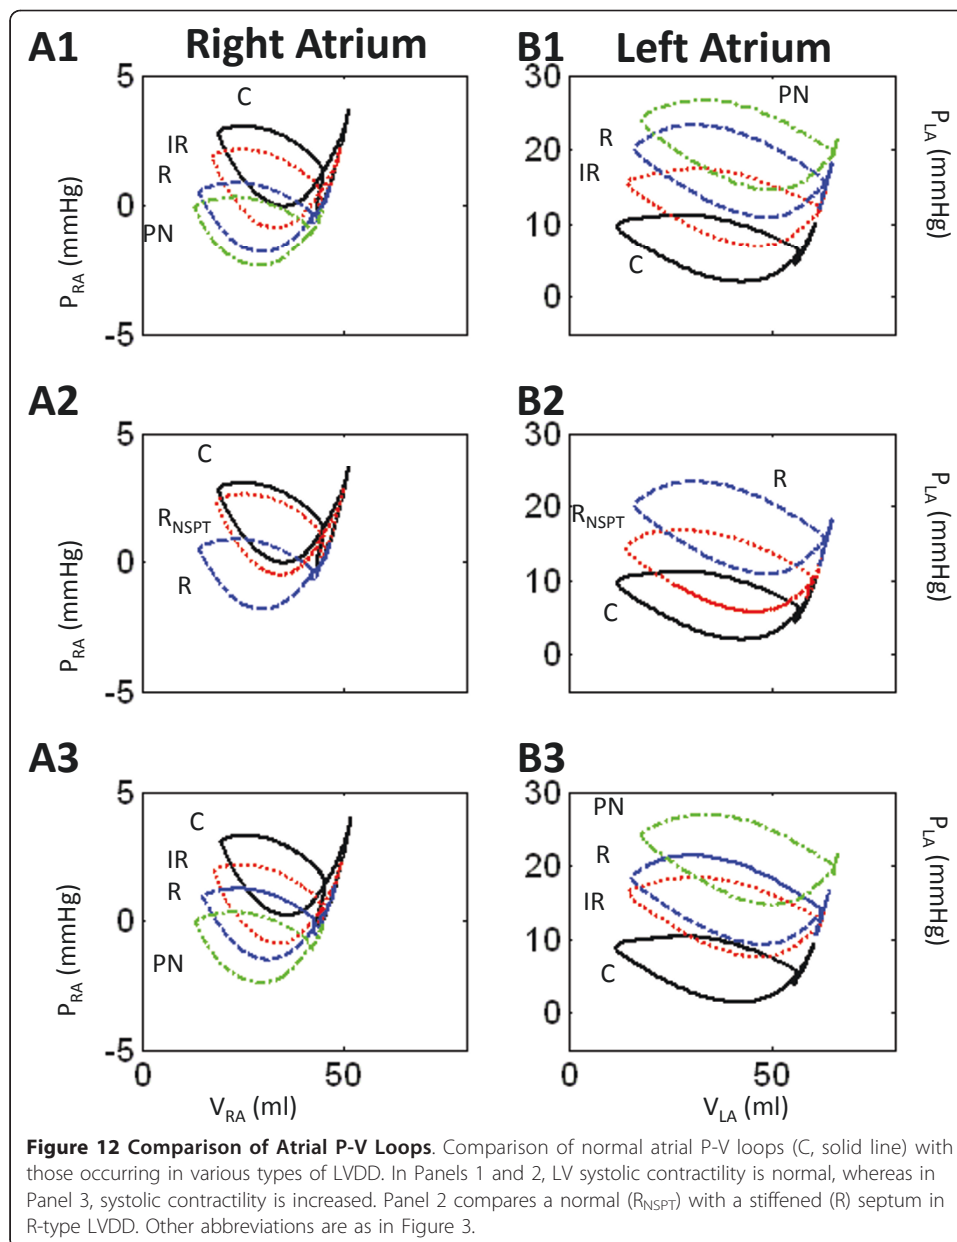 A1 Right Atrium B1 Left Atrium
5
0
-5
P_RA (mmHg)
C
IR
R
PN
30
20
10
0
P_LA (mmHg)
PN
R
IR
C
A2 B2
5
0
-5
P_RA (mmHg)
C
R_NSPT
R
30
20
10
0
P_LA (mmHg)
R
R_NSPT
C
A3 B3
5
0
-5
P_RA (mmHg)
C
IR
R
PN
0 50
V_RA (ml)
30
20
10
0
P_LA (mmHg)
PN
R
IR
C
0 50
V_LA (ml)
Figure 12 Comparison of Atrial P-V Loops. Comparison of normal atrial P-V loops (C, solid line) with
those occurring in various types of LVDD. In Panels 1 and 2, LV systolic contractility is normal, whereas in
Panel 3, systolic contractility is increased. Panel 2 compares a normal (R_NSPT) with a stiffened (R) septum in
R-type LVDD. Other abbreviations are as in Figure 3.